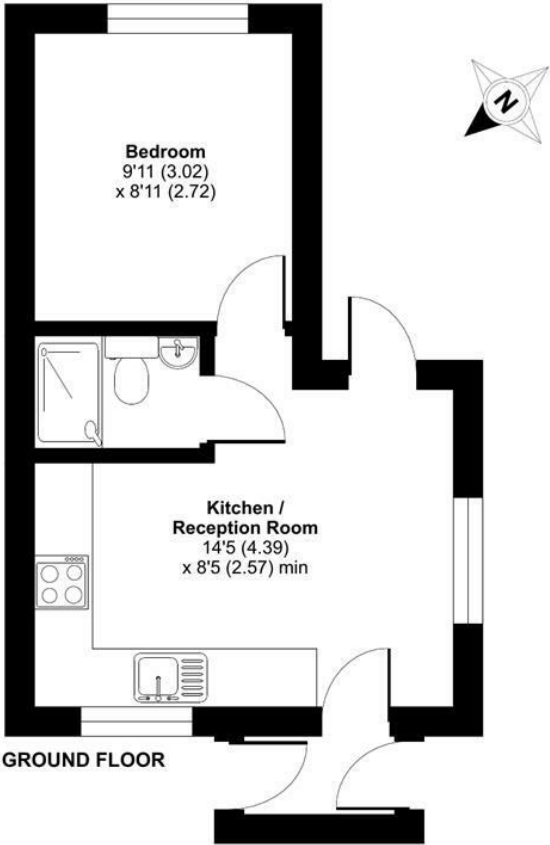 Bedroom
9'11 (3.02)
x 8'11 (2.72)
N
Kitchen /
Reception Room
14'5 (4.39)
x 8'5 (2.57) min
GROUND FLOOR